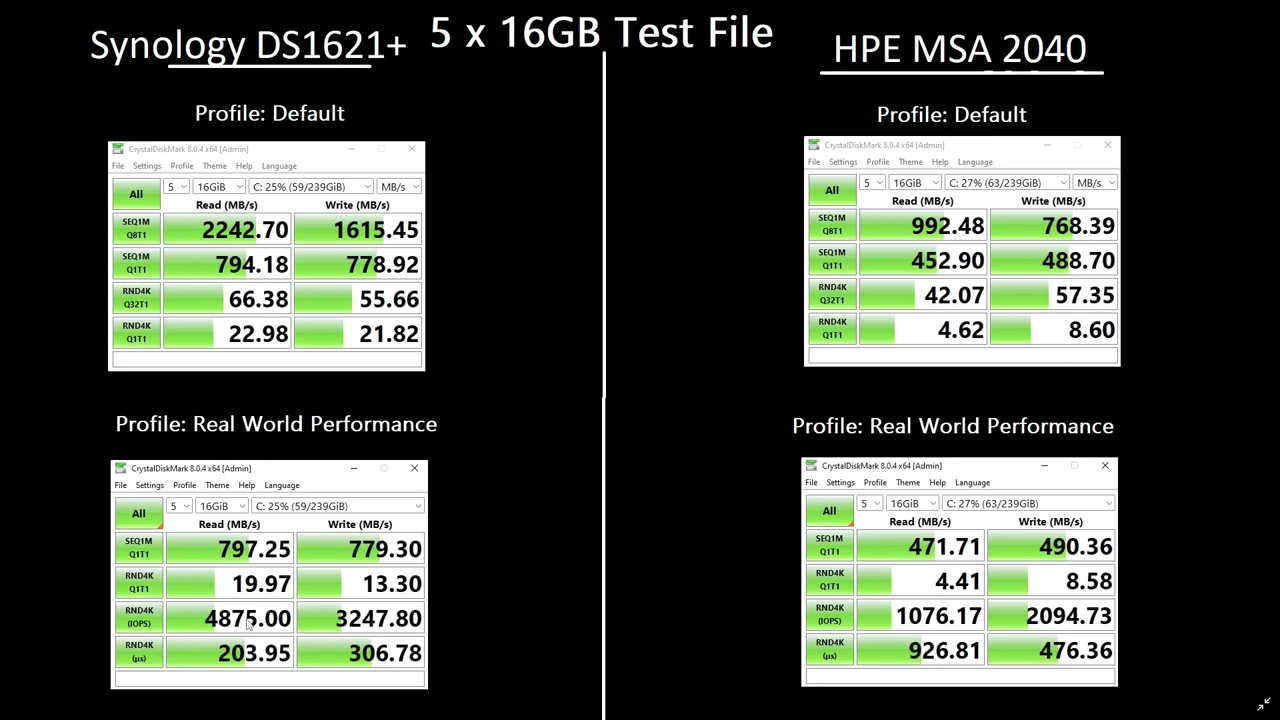 5 x 16GB Test File
Synology DS1621+
Profile: Default
CrystalDiskMark 8.0.4 x64 [Admin]
File Settings Profile Theme Help Language
All 5 16GiB C: 25% (59/239GiB) MB/s
Read (MB/s) Write (MB/s)
SEQ1M
Q8T1
2242.70 1615.45
SEQ1M
Q1T1
794.18 778.92
RND4K
Q32T1
66.38 55.66
RND4K
Q1T1
22.98 21.82
Profile: Real World Performance
CrystalDiskMark 8.0.4 x64 [Admin]
File Settings Profile Theme Help Language
All 5 16GiB C: 25% (59/239GiB)
Read (MB/s) Write (MB/s)
SEQ1M
Q1T1
797.25 779.30
RND4K
Q1T1
19.97 13.30
RND4K
(IOPS)
4875.00 3247.80
RND4K
(µs)
203.95 306.78
HPE MSA 2040
Profile: Default
CrystalDiskMark 8.0.4 x64 [Admin]
File Settings Profile Theme Help Language
All 5 16GiB C: 27% (63/239GiB) MB/s
Read (MB/s) Write (MB/s)
SEQ1M
Q8T1
992.48 768.39
SEQ1M
Q1T1
452.90 488.70
RND4K
Q32T1
42.07 57.35
RND4K
Q1T1
4.62 8.60
Profile: Real World Performance
CrystalDiskMark 8.0.4 x64 [Admin]
File Settings Profile Theme Help Language
All 5 16GiB C: 27% (63/239GiB)
Read (MB/s) Write (MB/s)
SEQ1M
Q1T1
471.71 490.36
RND4K
Q1T1
4.41 8.58
RND4K
(IOPS)
1076.17 2094.73
RND4K
(µs)
926.81 476.36